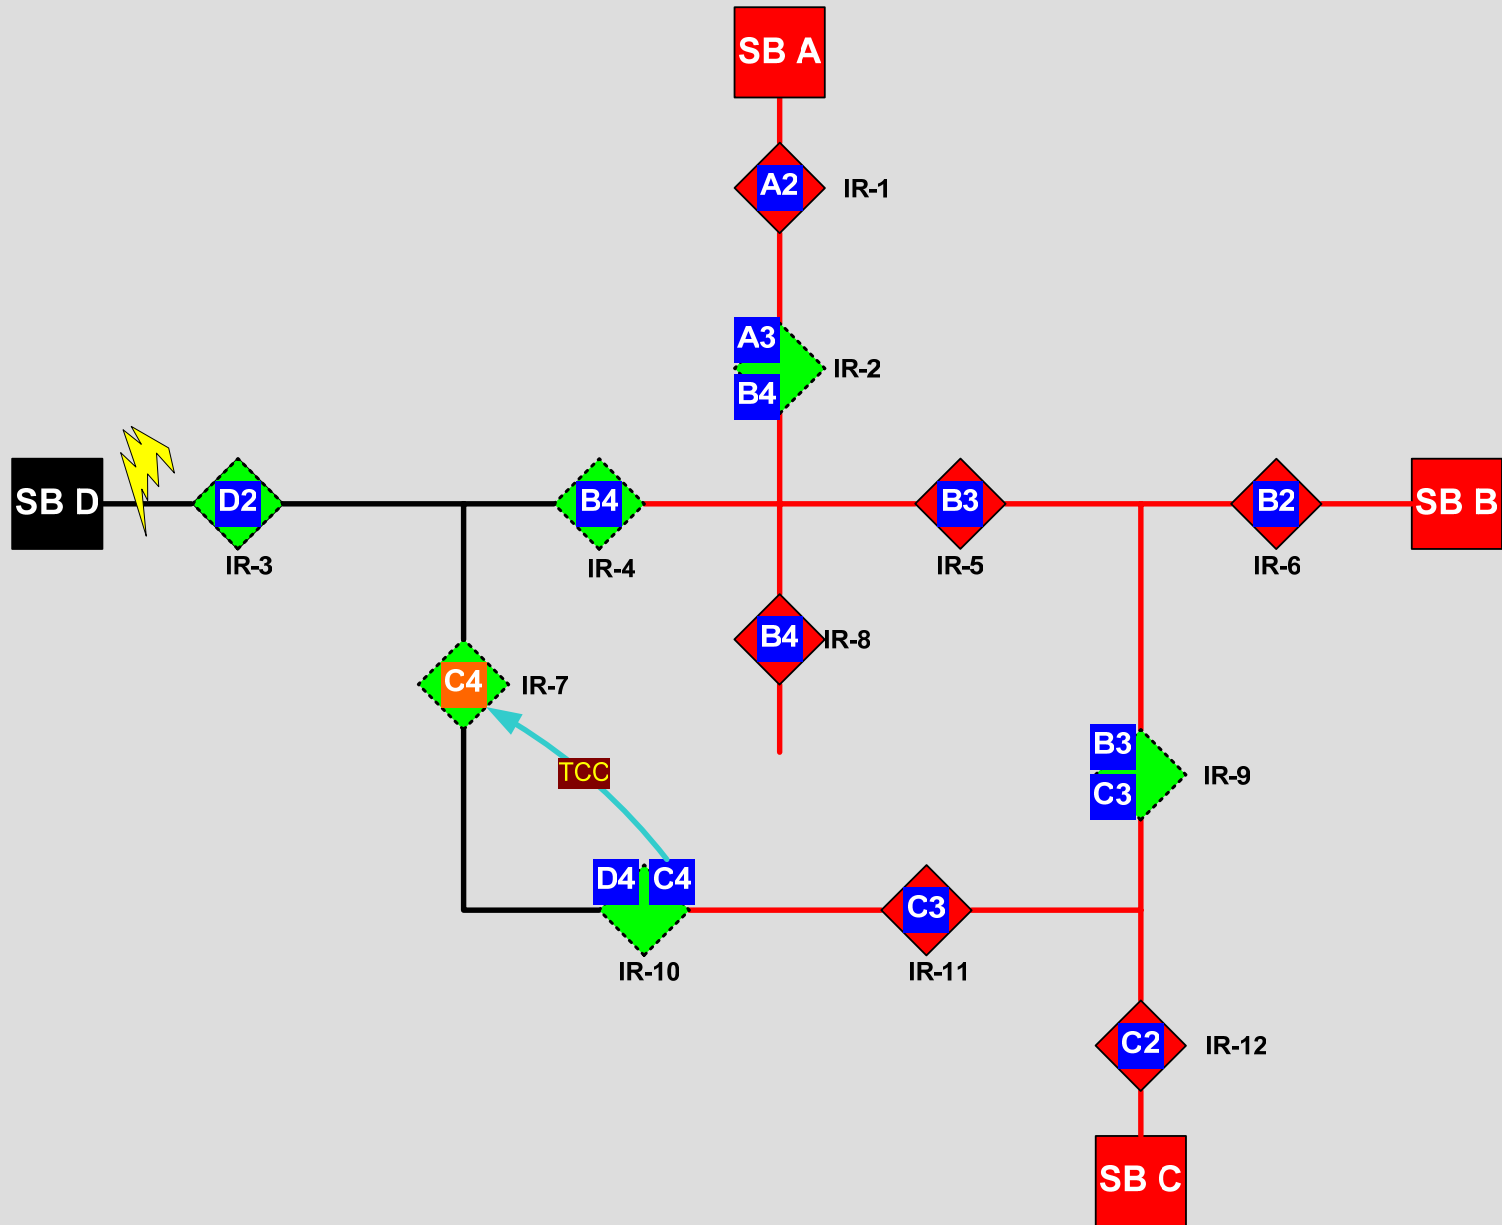 SB A
A2
IR-1
A3
IR-2
B4
SB D
D2
B4
B3
B2
SB B
IR-3
IR-4
IR-5
IR-6
B4
IR-8
C4
IR-7
B3
TCC
IR-9
C3
D4
C4
C3
IR-10
IR-11
C2
IR-12
SB C